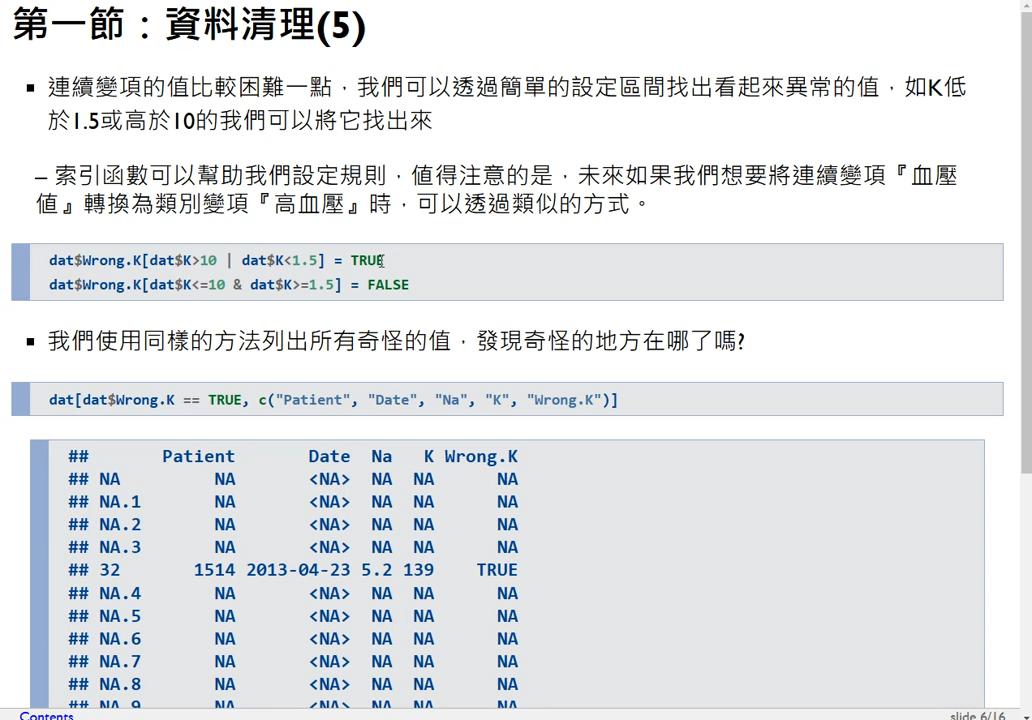 第一節：資料清理(5)
▪ 連續變項的值比較困難一點，我們可以透過簡單的設定區間找出看起來異常的值，如K低
於1.5或高於10的我們可以將它找出來
– 索引函數可以幫助我們設定規則，值得注意的是，未來如果我們想要將連續變項『血壓
值』轉換為類別變項『高血壓』時，可以透過類似的方式。
dat$Wrong.K[dat$K>10 | dat$K<1.5] = TRUE
dat$Wrong.K[dat$K<=10 & dat$K>=1.5] = FALSE
▪ 我們使用同樣的方法列出所有奇怪的值，發現奇怪的地方在哪了嗎?
dat[dat$Wrong.K == TRUE, c("Patient", "Date", "Na", "K", "Wrong.K")]
## Patient Date Na K Wrong.K
## NA NA <NA> NA NA NA
## NA.1 NA <NA> NA NA NA
## NA.2 NA <NA> NA NA NA
## NA.3 NA <NA> NA NA NA
## 32 1514 2013-04-23 5.2 139 TRUE
## NA.4 NA <NA> NA NA NA
## NA.5 NA <NA> NA NA NA
## NA.6 NA <NA> NA NA NA
## NA.7 NA <NA> NA NA NA
## NA.8 NA <NA> NA NA NA
## NA.9 NA <NA> NA NA NA
Contents slide 6/16